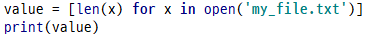 value = [len(x) for x in open('my_file.txt')]
print(value)